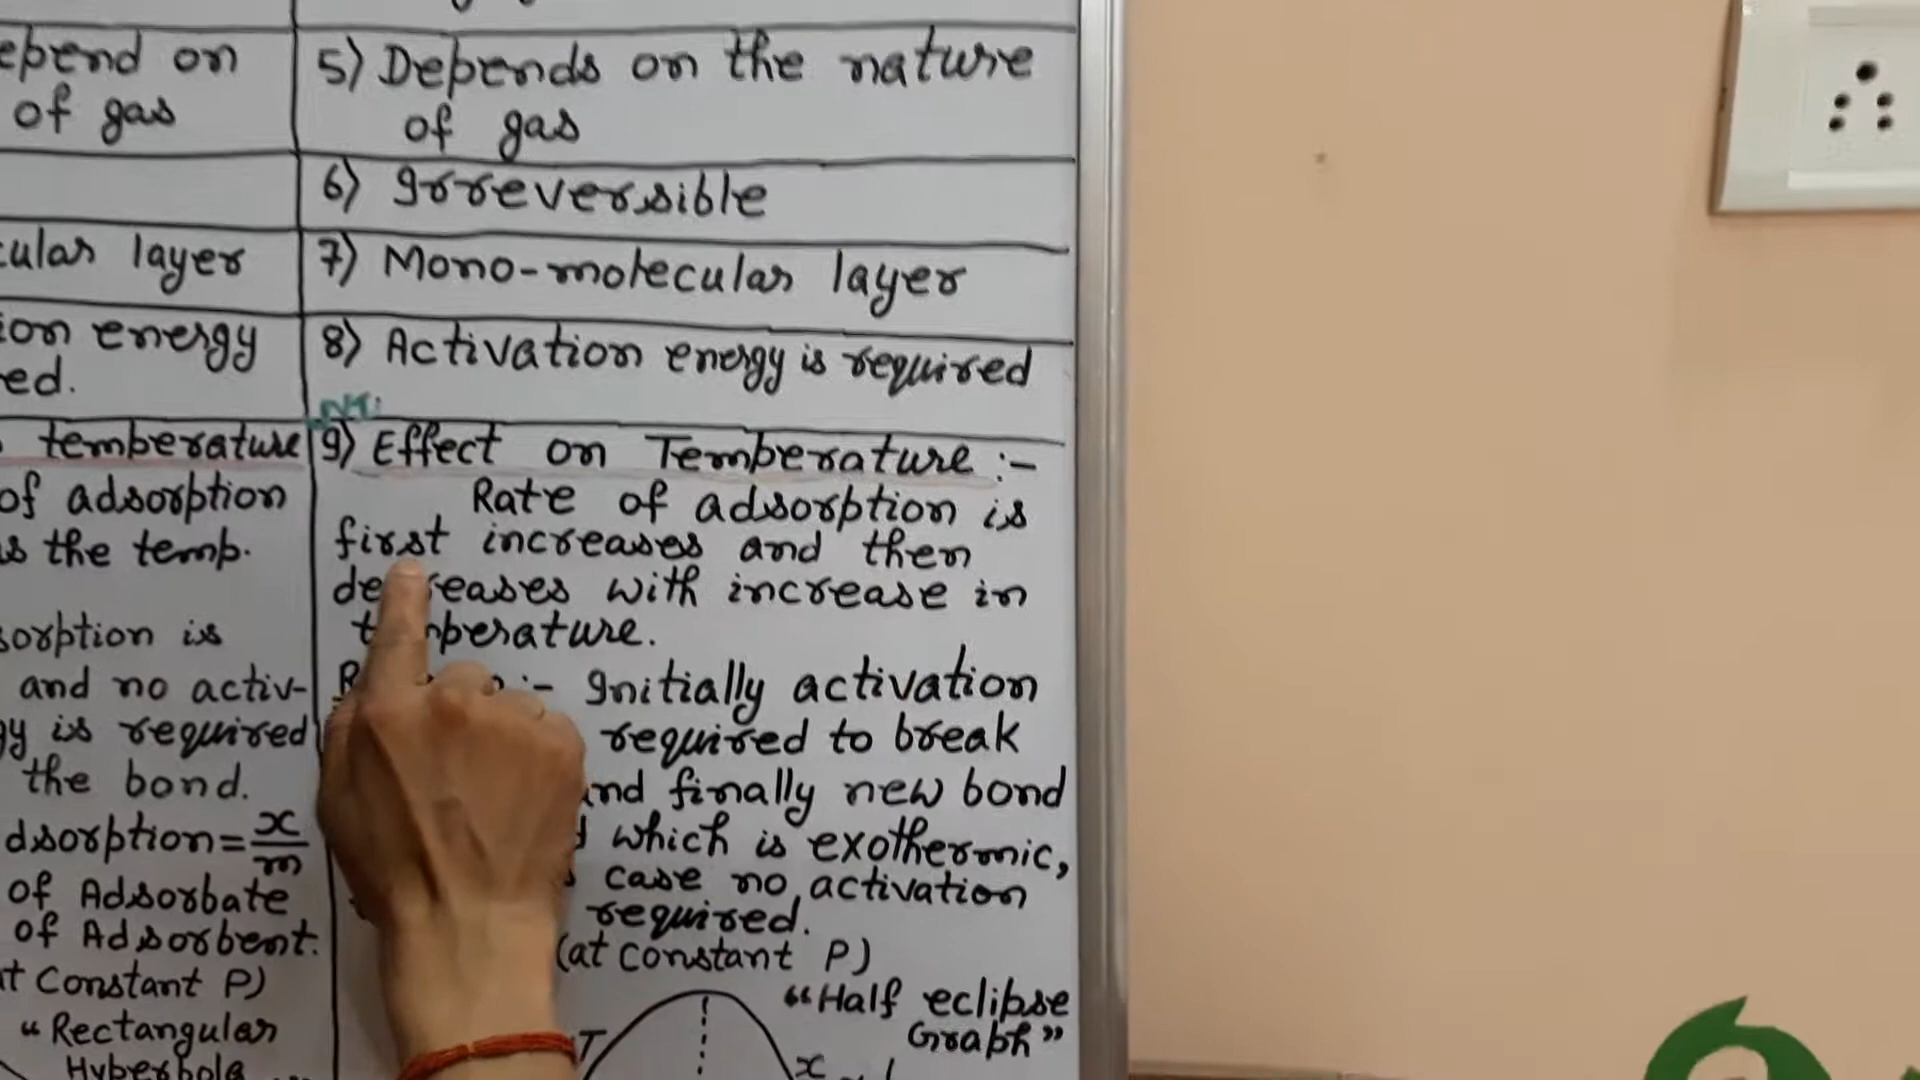 epend on
of gas
cular layer
ion energy
ed.
temperature
of adsorption
s the temp.
sorption is
and no activ-
gy is required
the bond.
dsorption = x/m
of Adsorbate
of Adsorbent.
t Constant P)
"Rectangular
Hyperbola
5) Depends on the nature
of gas
6) Irreversible
7) Mono-molecular layer
8) Activation energy is required
9) Effect on Temperature :-
Rate of adsorption is
first increases and then
decreases with increase in
temperature.
:- Initially activation
required to break
and finally new bond
which is exothermic,
case no activation
required.
(at constant P)
"Half eclipse
Graph"
T
x